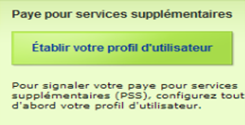 Paye pour services supplémentaires
Établir votre profil d'utilisateur
Pour signaler votre paye pour services
supplémentaires (PSS), configurez tout
d'abord votre profil d'utilisateur.